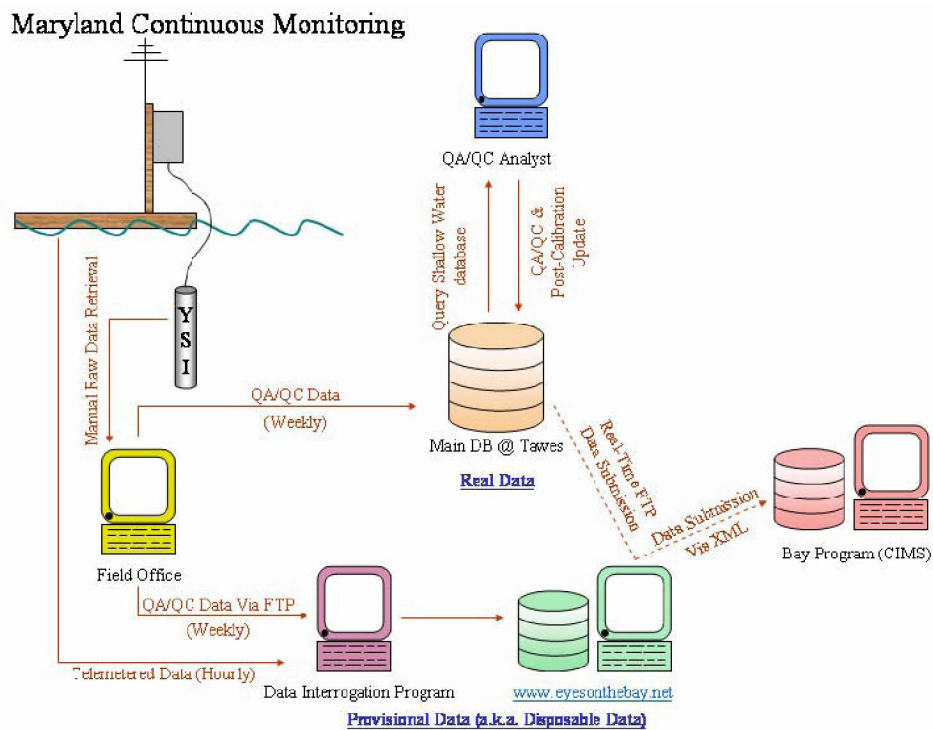 Maryland Continuous Monitoring
QA/QC Analyst
Query Shallow Water
database
QA/QC &
Post-Calibration
Update
Manual Raw Data Retrieval
YSI
QA/QC Data
(Weekly)
Main DB @ Tawes
Real Data
Real-Time FTP
Data Submission
Data Submission
Via XML
Bay Program (CIMS)
Field Office
QA/QC Data Via FTP
(Weekly)
Telemetered Data (Hourly)
Data Interrogation Program
www.eyesonthebay.net
Provisional Data (a.k.a. Disposable Data)